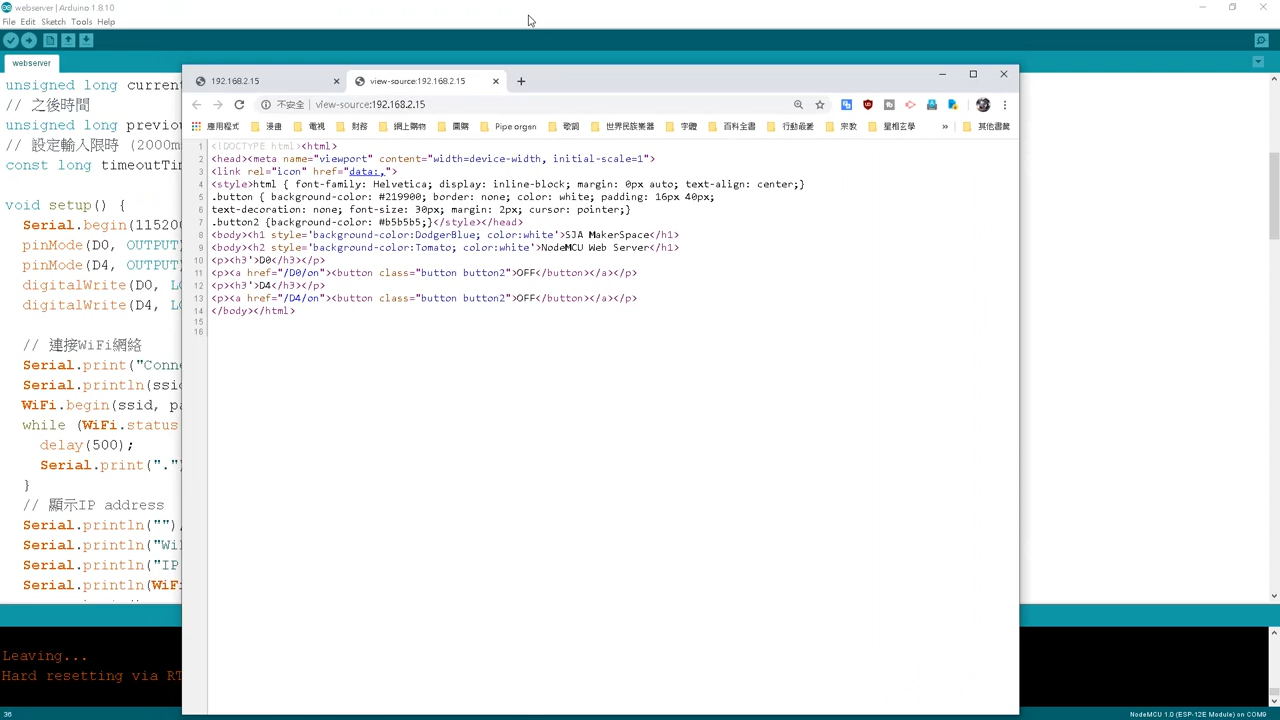 webserver | Arduino 1.8.10
File Edit Sketch Tools Help
webserver
unsigned long current
// 之後時間
unsigned long previou
// 設定輸入限時 (2000m
const long timeoutTim
void setup() {
Serial.begin(11520
pinMode(D0, OUTPUT)
pinMode(D4, OUTPUT)
digitalWrite(D0, L
digitalWrite(D4, L
// 連接WiFi網絡
Serial.print("Conne
Serial.println(ssid
WiFi.begin(ssid, pa
while (WiFi.status
delay(500);
Serial.print(".")
}
// 顯示IP address
Serial.println("")
Serial.println("Wi
Serial.println("IP
Serial.println(WiFi
Leaving...
Hard resetting via RT
36
NodeMCU 1.0 (ESP-12E Module) on COM9
192.168.2.15
view-source:192.168.2.15
不安全 | view-source:192.168.2.15
應用程式 漫畫 電視 財務 網上購物 團購 Pipe organ 歌詞 世界民族樂器 字體 百科全書 行動最愛 宗教 星相玄學 » 其他書籤
1 <!DOCTYPE html><html>
2 <head><meta name="viewport" content="width=device-width, initial-scale=1">
3 <link rel="icon" href="data:,">
4 <style>html { font-family: Helvetica; display: inline-block; margin: 0px auto; text-align: center;}
5 .button { background-color: #219900; border: none; color: white; padding: 16px 40px;
6 text-decoration: none; font-size: 30px; margin: 2px; cursor: pointer;}
7 .button2 {background-color: #b5b5b5;}</style></head>
8 <body><h1 style='background-color:DodgerBlue; color:white'>SJA MakerSpace</h1>
9 <body><h2 style='background-color:Tomato; color:white'>NodeMCU Web Server</h1>
10 <p><h3'>D0</h3></p>
11 <p><a href="/D0/on"><button class="button button2">OFF</button></a></p>
12 <p><h3'>D4</h3></p>
13 <p><a href="/D4/on"><button class="button button2">OFF</button></a></p>
14 </body></html>
15
16